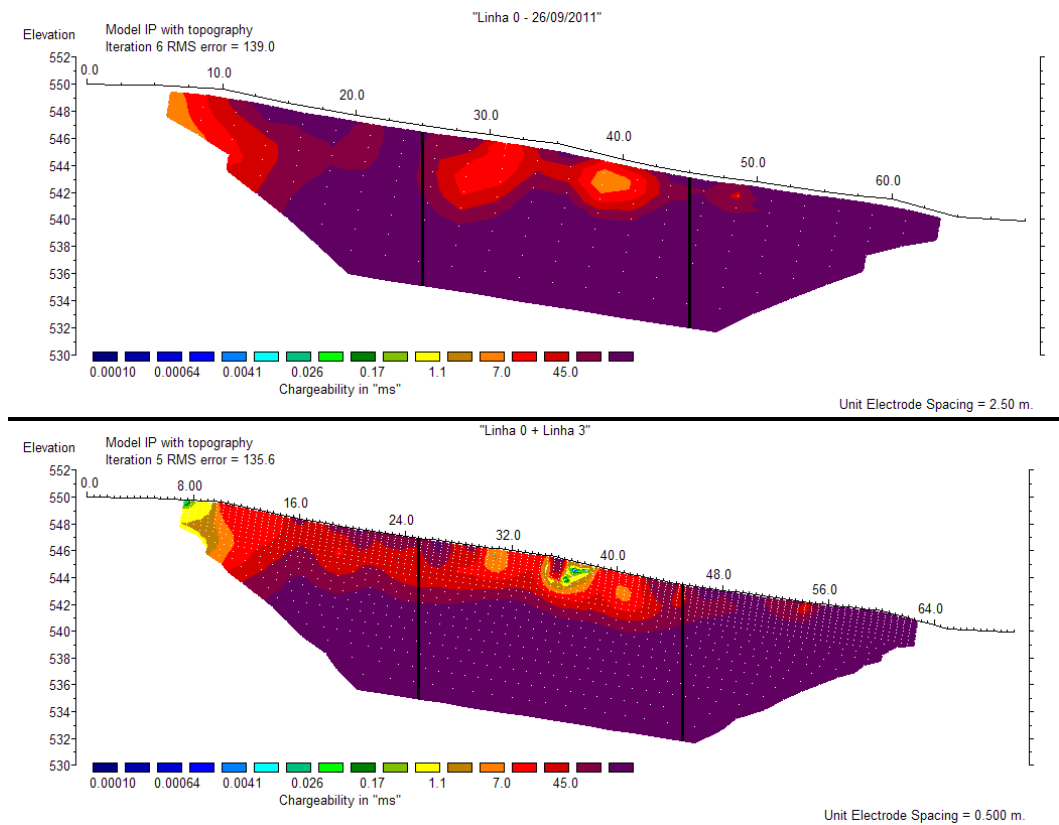 "Linha 0 - 26/09/2011"
Elevation
Model IP with topography
Iteration 6 RMS error = 139.0
552
550
548
546
544
542
540
538
536
534
532
530
0.0
10.0
20.0
30.0
40.0
50.0
60.0
0.00010 0.00064 0.0041 0.026 0.17 1.1 7.0 45.0
Chargeability in "ms"
Unit Electrode Spacing = 2.50 m.
"Linha 0 + Linha 3"
Elevation
Model IP with topography
Iteration 5 RMS error = 135.6
552
550
548
546
544
542
540
538
536
534
532
530
0.0
8.00
16.0
24.0
32.0
40.0
48.0
56.0
64.0
0.00010 0.00064 0.0041 0.026 0.17 1.1 7.0 45.0
Chargeability in "ms"
Unit Electrode Spacing = 0.500 m.